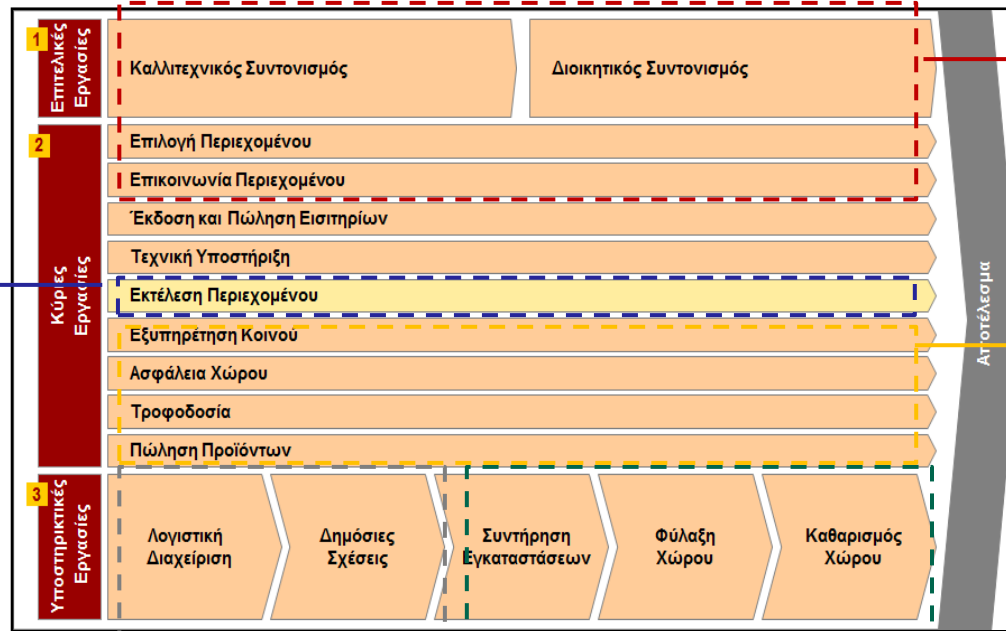 1
Επιτελικές
Εργασίες
Καλλιτεχνικός Συντονισμός
Διοικητικός Συντονισμός
2
Κύριες
Εργασίες
Επιλογή Περιεχομένου
Επικοινωνία Περιεχομένου
Έκδοση και Πώληση Εισιτηρίων
Τεχνική Υποστήριξη
Εκτέλεση Περιεχομένου
Εξυπηρέτηση Κοινού
Ασφάλεια Χώρου
Τροφοδοσία
Πώληση Προϊόντων
3
Υποστηρικτικές
Εργασίες
Λογιστική
Διαχείριση
Δημόσιες
Σχέσεις
Συντήρηση
Εγκαταστάσεων
Φύλαξη
Χώρου
Καθαρισμός
Χώρου
Αποτέλεσμα